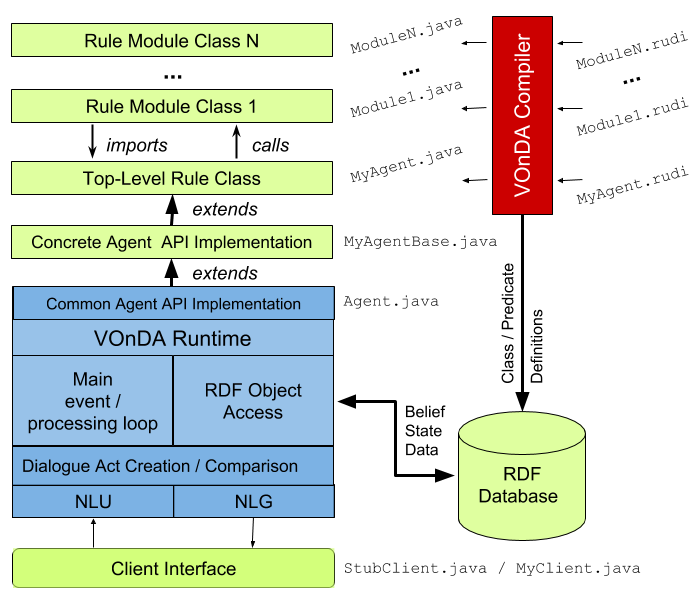 Rule Module Class N
...
Rule Module Class 1
imports
calls
Top-Level Rule Class
extends
Concrete Agent API Implementation
extends
Common Agent API Implementation
VOnDA Runtime
Main
event /
processing loop
RDF Object
Access
Dialogue Act Creation / Comparison
NLU
NLG
Client Interface
ModuleN.java
...
Module1.java
MyAgent.java
MyAgentBase.java
Agent.java
StubClient.java / MyClient.java
VOnDA Compiler
ModuleN.rudi
...
Module1.rudi
MyAgent.rudi
Class / Predicate
Definitions
Belief
State
Data
RDF
Database